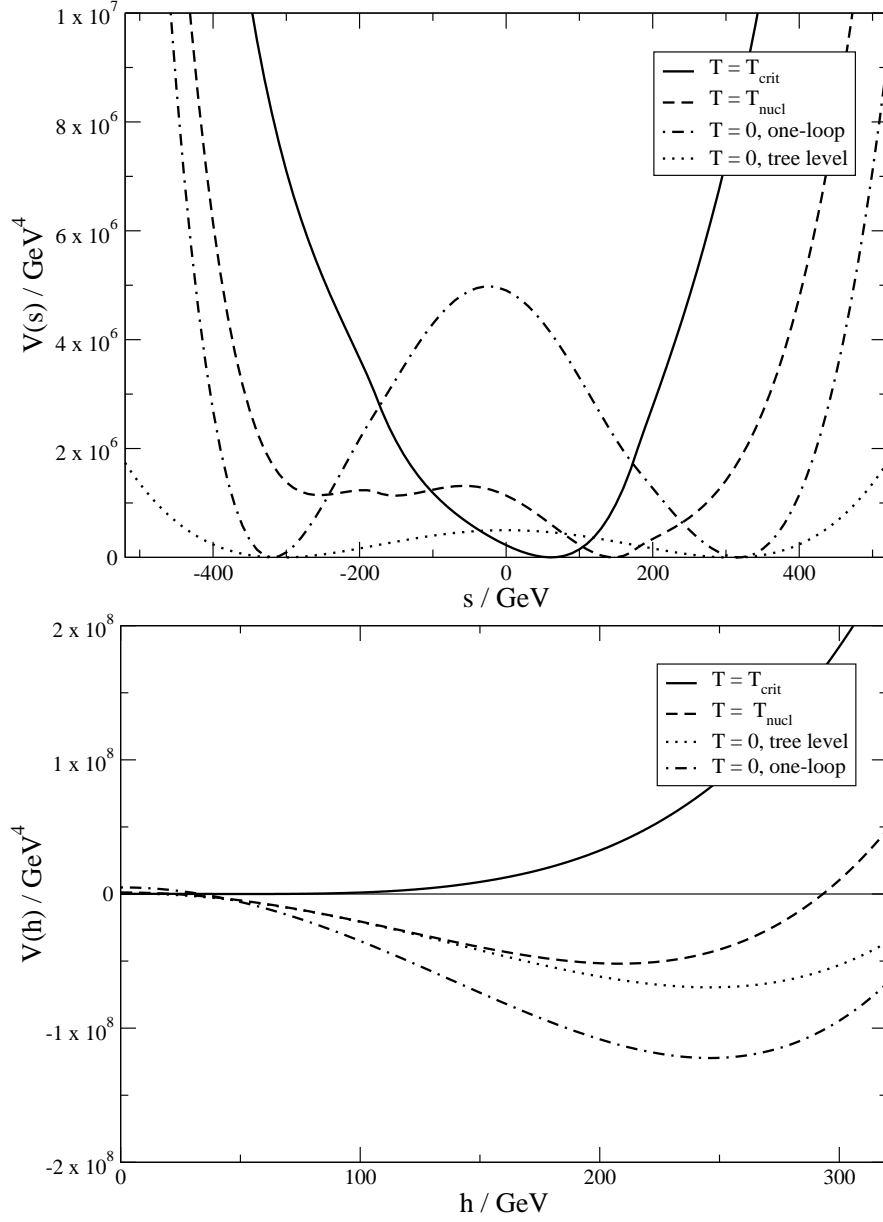 1 x 10^7
8 x 10^6
6 x 10^6
4 x 10^6
2 x 10^6
0
V(s) / GeV^4
T = T_crit
T = T_nucl
T = 0, one-loop
T = 0, tree level
-400 -200 0 200 400
s / GeV
2 x 10^8
1 x 10^8
0
-1 x 10^8
-2 x 10^8
V(h) / GeV^4
T = T_crit
T = T_nucl
T = 0, tree level
T = 0, one-loop
0 100 200 300
h / GeV